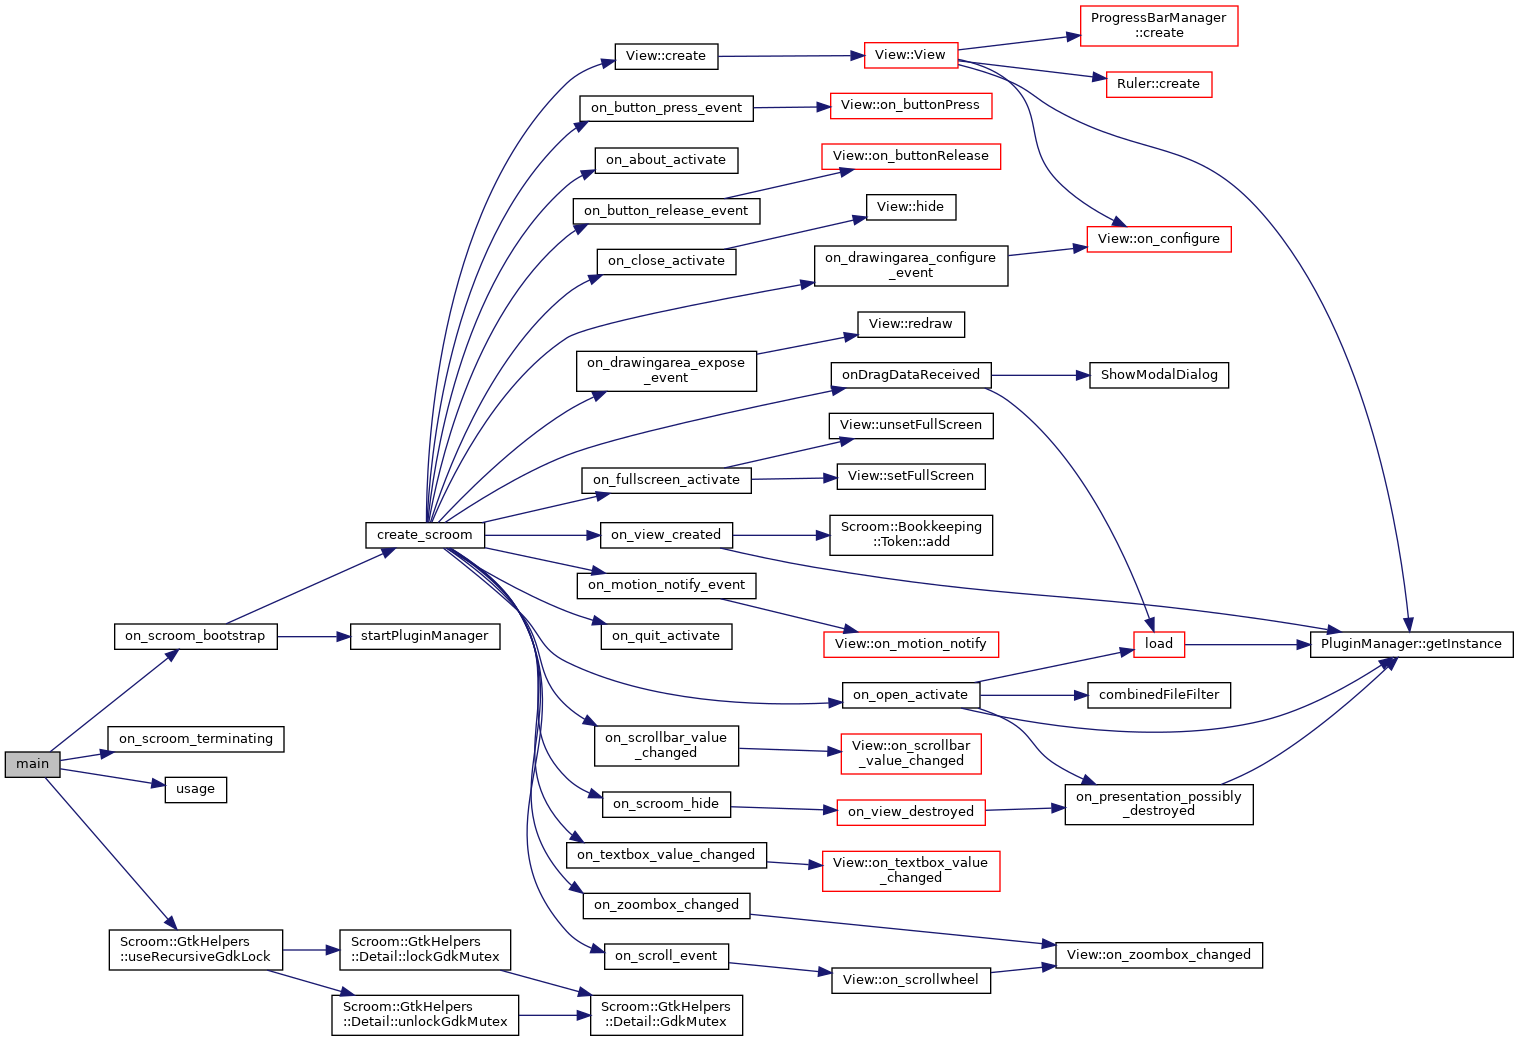 ProgressBarManager
::create
View::create
View::View
Ruler::create
on_button_press_event
View::on_buttonPress
on_about_activate
View::on_buttonRelease
on_button_release_event
View::hide
View::on_configure
on_close_activate
on_drawingarea_configure
_event
View::redraw
on_drawingarea_expose
_event
onDragDataReceived
ShowModalDialog
View::unsetFullScreen
on_fullscreen_activate
View::setFullScreen
create_scroom
on_view_created
Scroom::Bookkeeping
::Token::add
on_motion_notify_event
on_scroom_bootstrap
startPluginManager
on_quit_activate
View::on_motion_notify
load
PluginManager::getInstance
on_open_activate
combinedFileFilter
on_scroom_terminating
on_scrollbar_value
_changed
View::on_scrollbar
_value_changed
main
usage
on_scroom_hide
on_view_destroyed
on_presentation_possibly
_destroyed
on_textbox_value_changed
View::on_textbox_value
_changed
on_zoombox_changed
Scroom::GtkHelpers
::useRecursiveGdkLock
Scroom::GtkHelpers
::Detail::lockGdkMutex
on_scroll_event
View::on_zoombox_changed
View::on_scrollwheel
Scroom::GtkHelpers
::Detail::unlockGdkMutex
Scroom::GtkHelpers
::Detail::GdkMutex